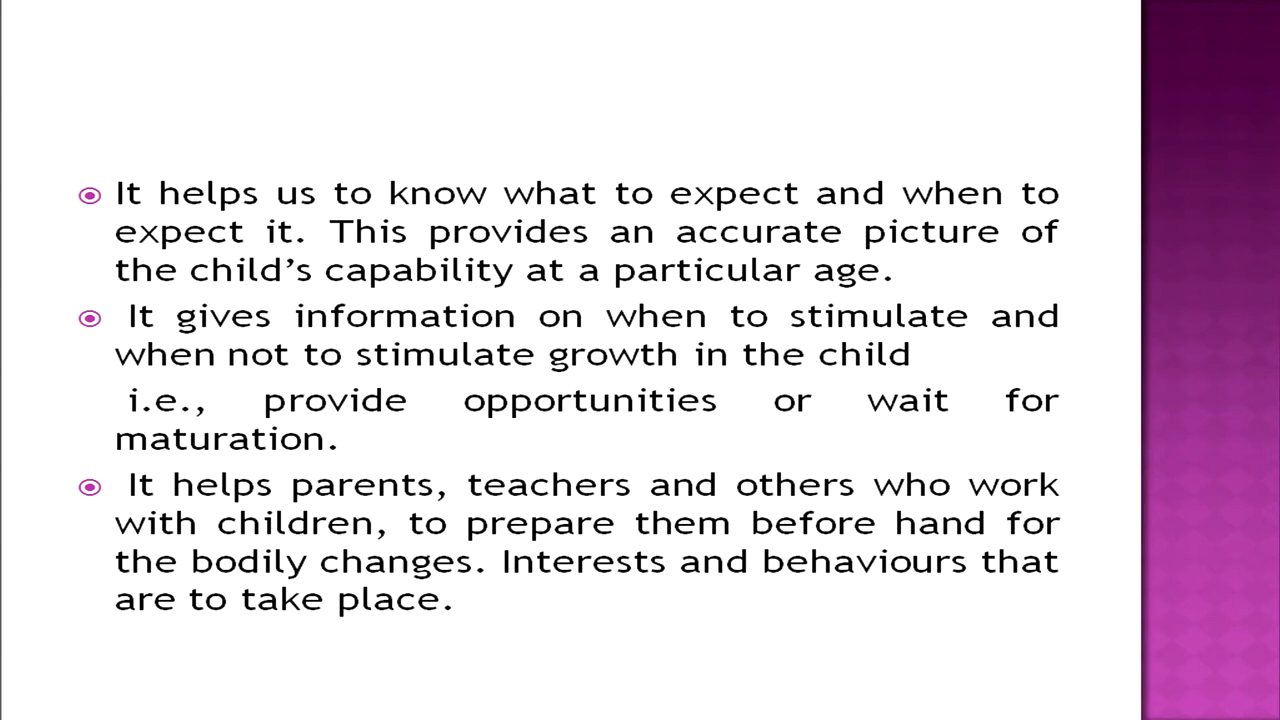 It helps us to know what to expect and when to
expect it. This provides an accurate picture of
the child’s capability at a particular age.
It gives information on when to stimulate and
when not to stimulate growth in the child
i.e., provide opportunities or wait for
maturation.
It helps parents, teachers and others who work
with children, to prepare them before hand for
the bodily changes. Interests and behaviours that
are to take place.